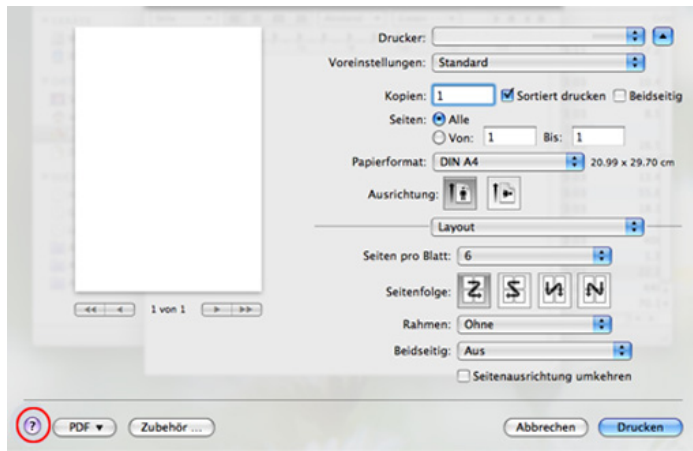 Drucker:
Voreinstellungen: Standard
Kopien: 1 Sortiert drucken Beidseitig
Seiten: Alle
Von: 1 Bis: 1
Papierformat: DIN A4 20.99 x 29.70 cm
Ausrichtung:
Layout
Seiten pro Blatt: 6
Seitenfolge:
1 von 1
Rahmen: Ohne
Beidseitig: Aus
Seitenausrichtung umkehren
? PDF ▼ Zubehör ... Abbrechen Drucken